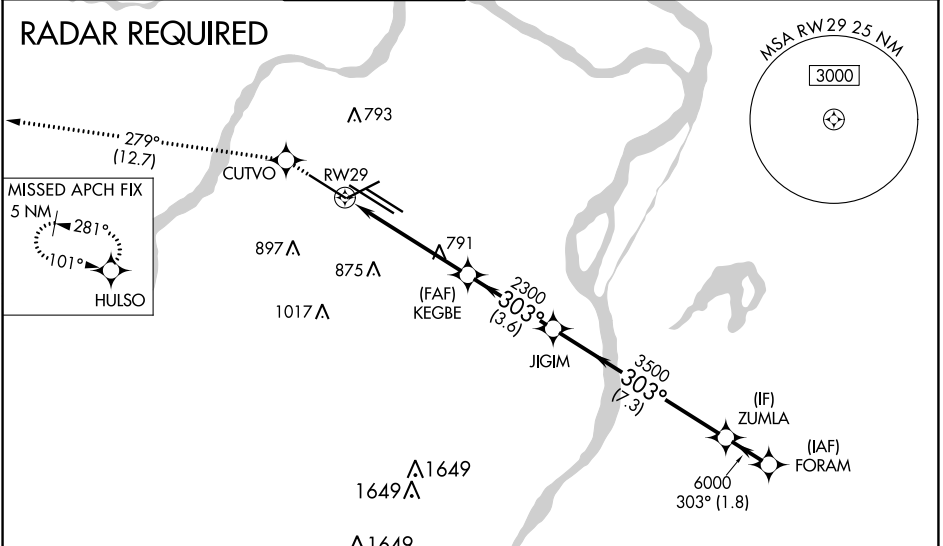 RADAR REQUIRED
MSA RW29 25 NM
3000
793
279°
(12.7)
CUTVO
RW29
MISSED APCH FIX
5 NM
281°
101°
HULSO
897
791
875
(FAF)
KEGBE
1017
2300
303°
(3.6)
JIGIM
3500
303°
(7.3)
(IF)
ZUMLA
(IAF)
FORAM
6000
303° (1.8)
1649
1649
1649